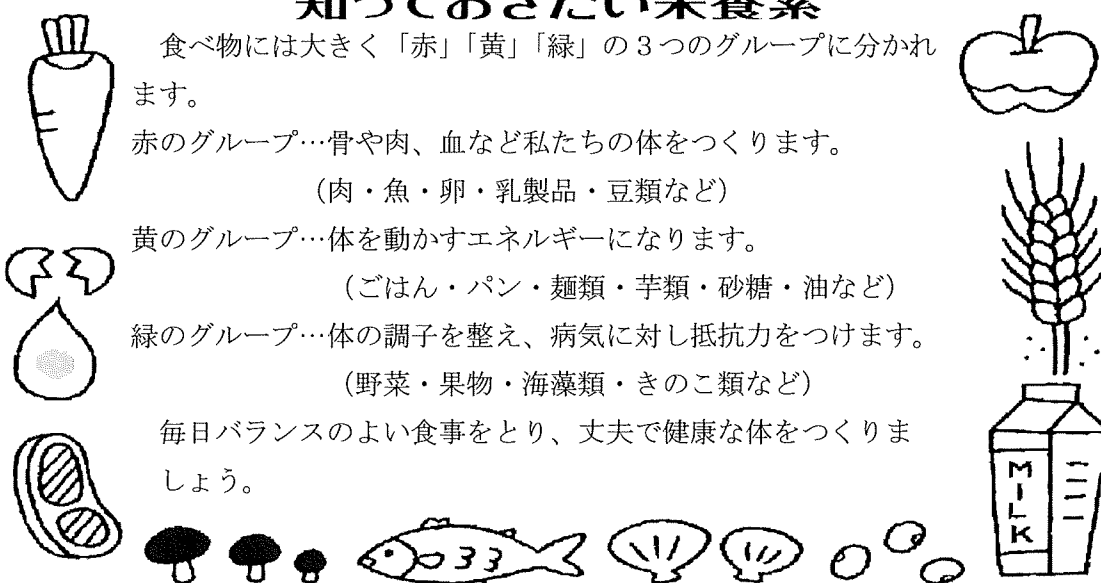 知っておきたい栄養素
食べ物には大きく「赤」「黄」「緑」の3つのグループに分かれ
ます。
赤のグループ…骨や肉、血など私たちの体をつくります。
（肉・魚・卵・乳製品・豆類など）
黄のグループ…体を動かすエネルギーになります。
（ごはん・パン・麺類・芋類・砂糖・油など）
緑のグループ…体の調子を整え、病気に対し抵抗力をつけます。
（野菜・果物・海藻類・きのこ類など）
毎日バランスのよい食事をとり、丈夫で健康な体をつくりま
しょう。
MILK